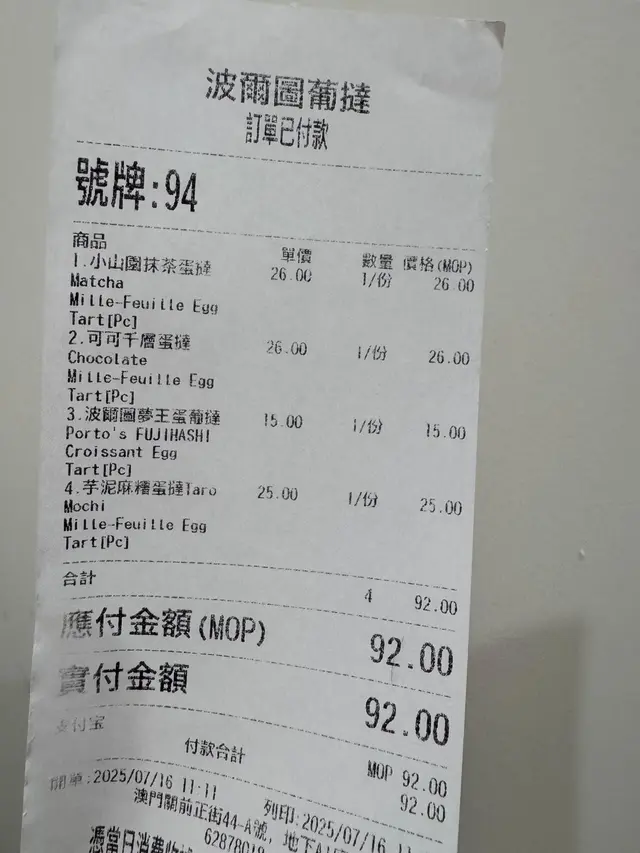 波爾圖葡撻
訂單已付款
號牌:94
商品 單價 數量 價格(MOP)
1.小山園抹茶蛋撻 26.00 1/份 26.00
Matcha
Mille-Feuille Egg
Tart[Pc]
2.可可千層蛋撻 26.00 1/份 26.00
Chocolate
Mille-Feuille Egg
Tart[Pc]
3.波爾圖夢王蛋葡撻 15.00 1/份 15.00
Porto's FUJIHASHI
Croissant Egg
Tart[Pc]
4.芋泥麻糬蛋撻Taro 25.00 1/份 25.00
Mochi
Mille-Feuille Egg
Tart[Pc]
合計 4 92.00
應付金額(MOP) 92.00
實付金額 92.00
支付宝 MOP 92.00
付款合計 92.00
開單:2025/07/16 11:11 列印:2025/07/16
澳門關前正街44-A號, 地下A
憑當日消費